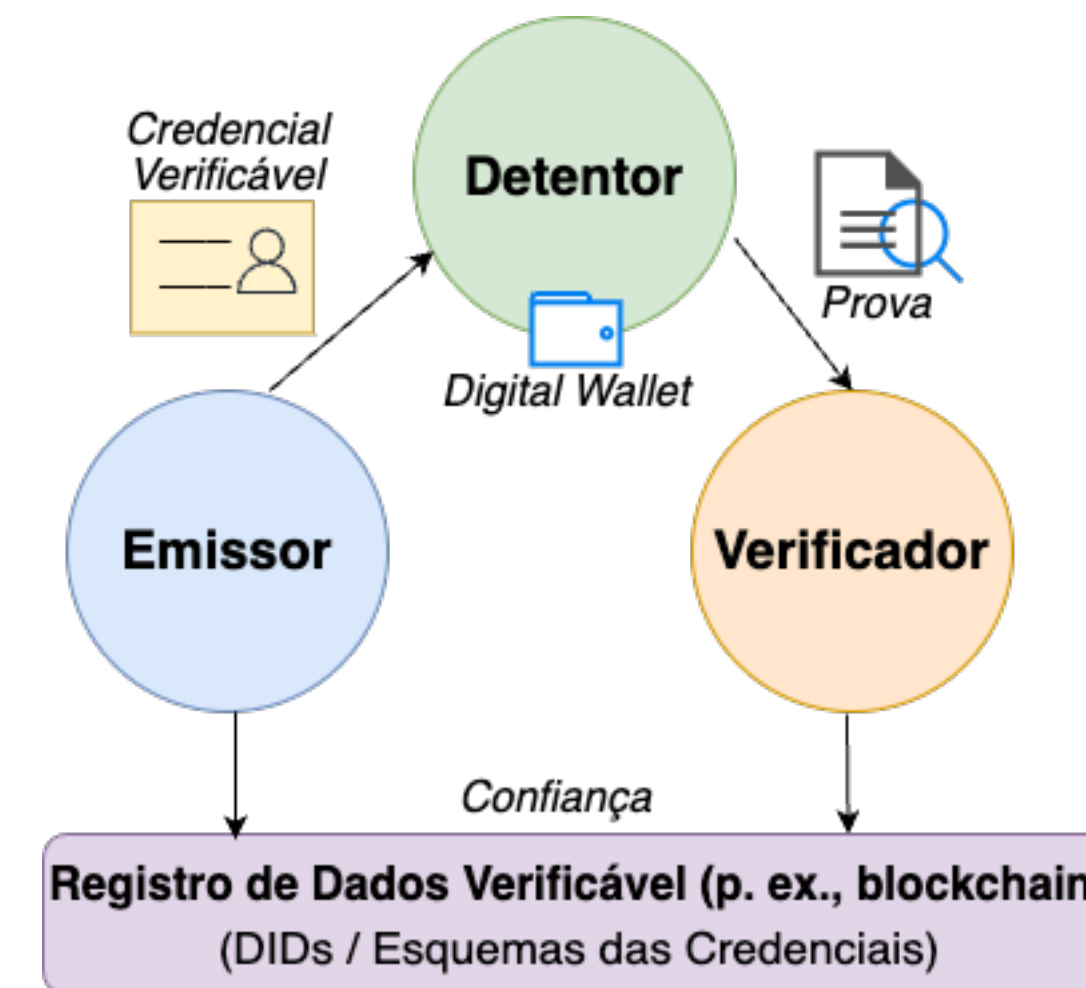 Credencial
Verificável
Detentor
Prova
Digital Wallet
Emissor
Verificador
Confiança
Registro de Dados Verificável (p. ex., blockchain
(DIDs / Esquemas das Credenciais)